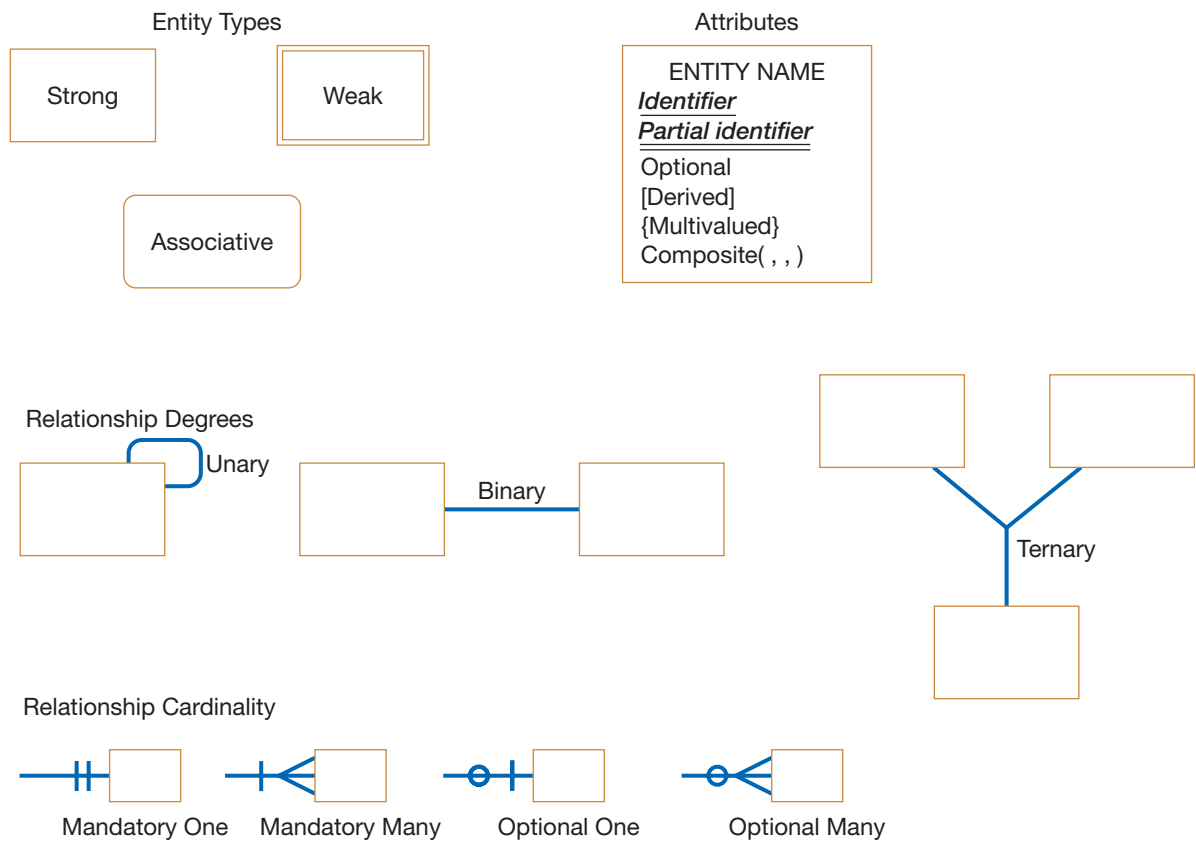 Entity Types
Strong
Weak
Associative
Attributes
ENTITY NAME
Identifier
Partial identifier
Optional
[Derived]
{Multivalued}
Composite( , , )
Relationship Degrees
Unary
Binary
Ternary
Relationship Cardinality
Mandatory One
Mandatory Many
Optional One
Optional Many